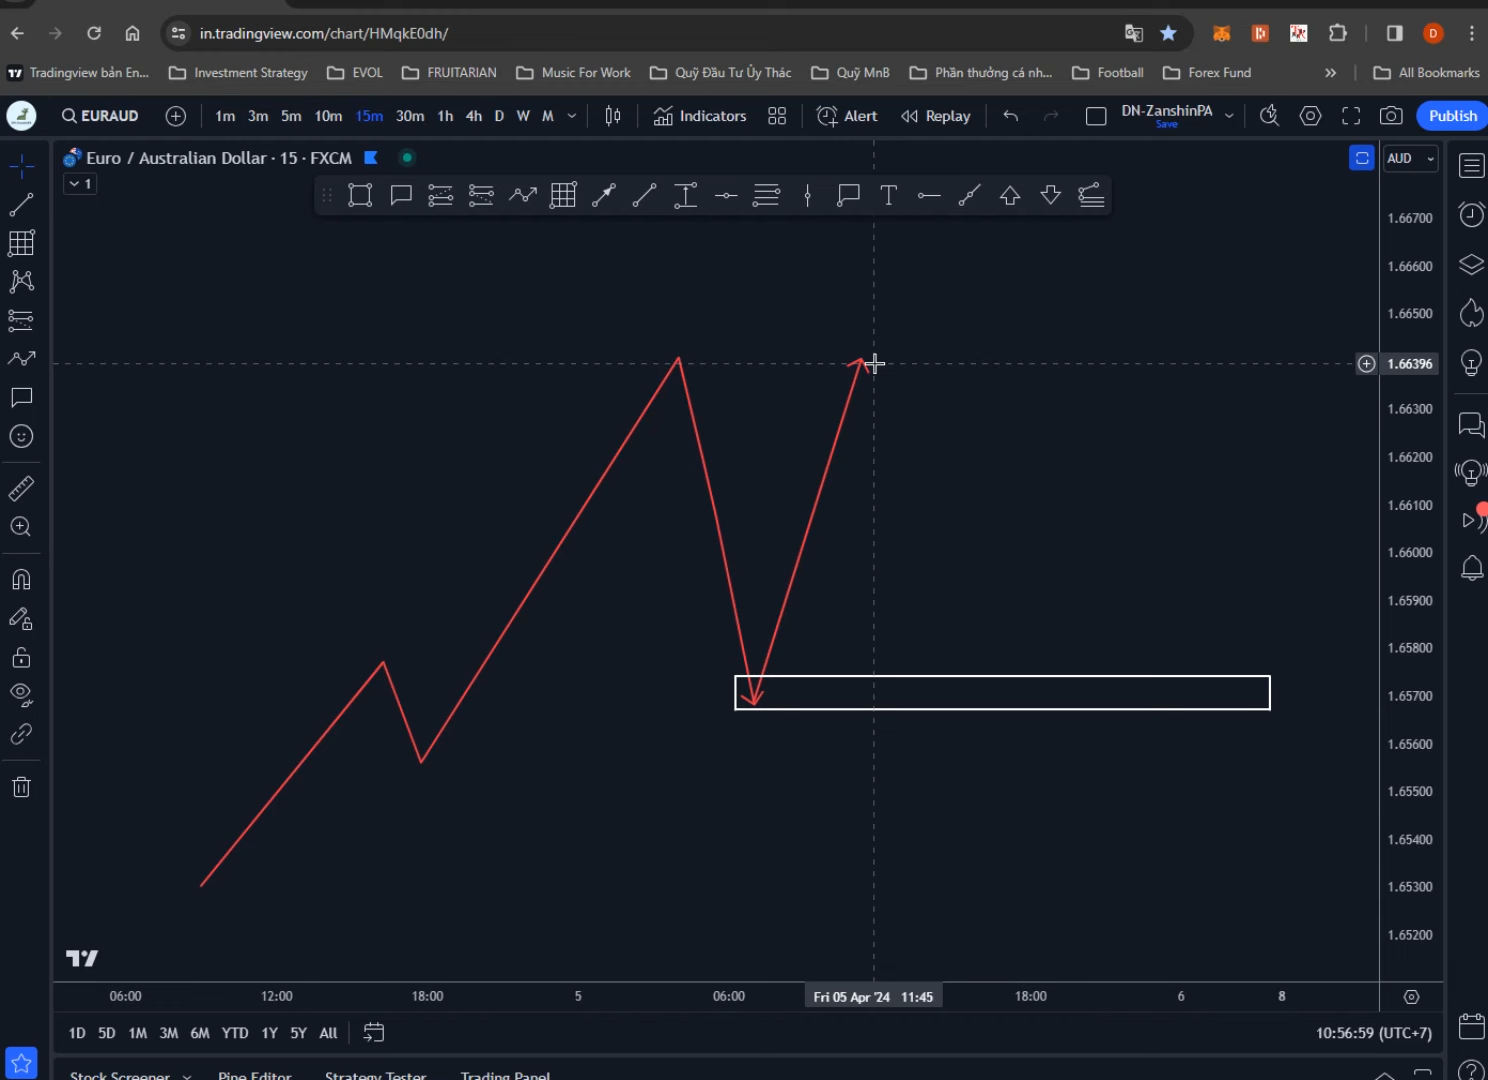 in.tradingview.com/chart/HMqkE0dh/
Tradingview bản En... Investment Strategy EVOL FRUITARIAN Music For Work Quỹ Đầu Tư Ủy Thác Quỹ MnB Phần thưởng cá nh... Football Forex Fund » All Bookmarks
EURAUD 1m 3m 5m 10m 15m 30m 1h 4h D W M Indicators Alert Replay DN-ZanshinPA Save Publish
Euro / Australian Dollar · 15 · FXCM AUD
1
1.66700
1.66600
1.66500
1.66396
1.66300
1.66200
1.66100
1.66000
1.65900
1.65800
1.65700
1.65600
1.65500
1.65400
1.65300
1.65200
06:00 12:00 18:00 5 06:00 Fri 05 Apr '24 11:45 18:00 6 8
1D 5D 1M 3M 6M YTD 1Y 5Y All 10:56:59 (UTC+7)
Stock Screener Pine Editor Strategy Tester Trading Panel